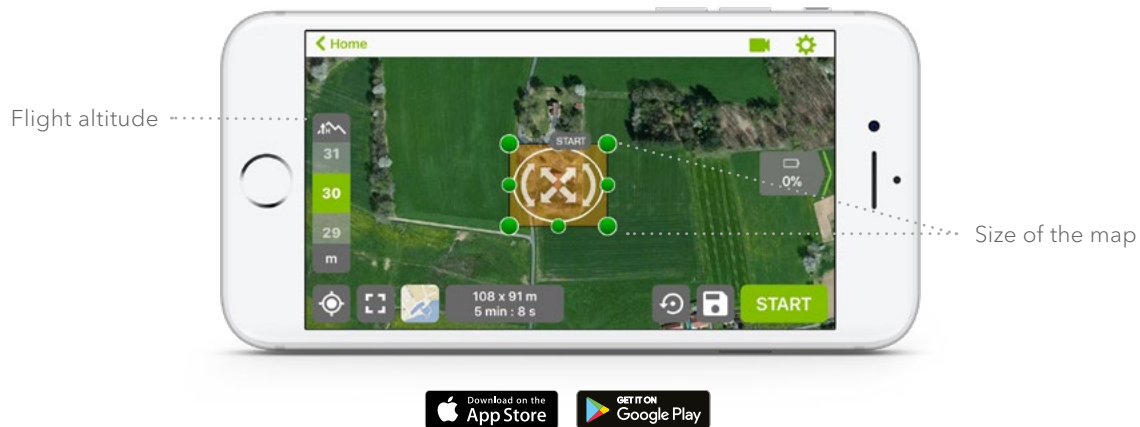 Home
Flight altitude
START
31
30
29
m
0%
Size of the map
108 x 91 m
5 min : 8 s
START
Download on the
App Store
GET IT ON
Google Play